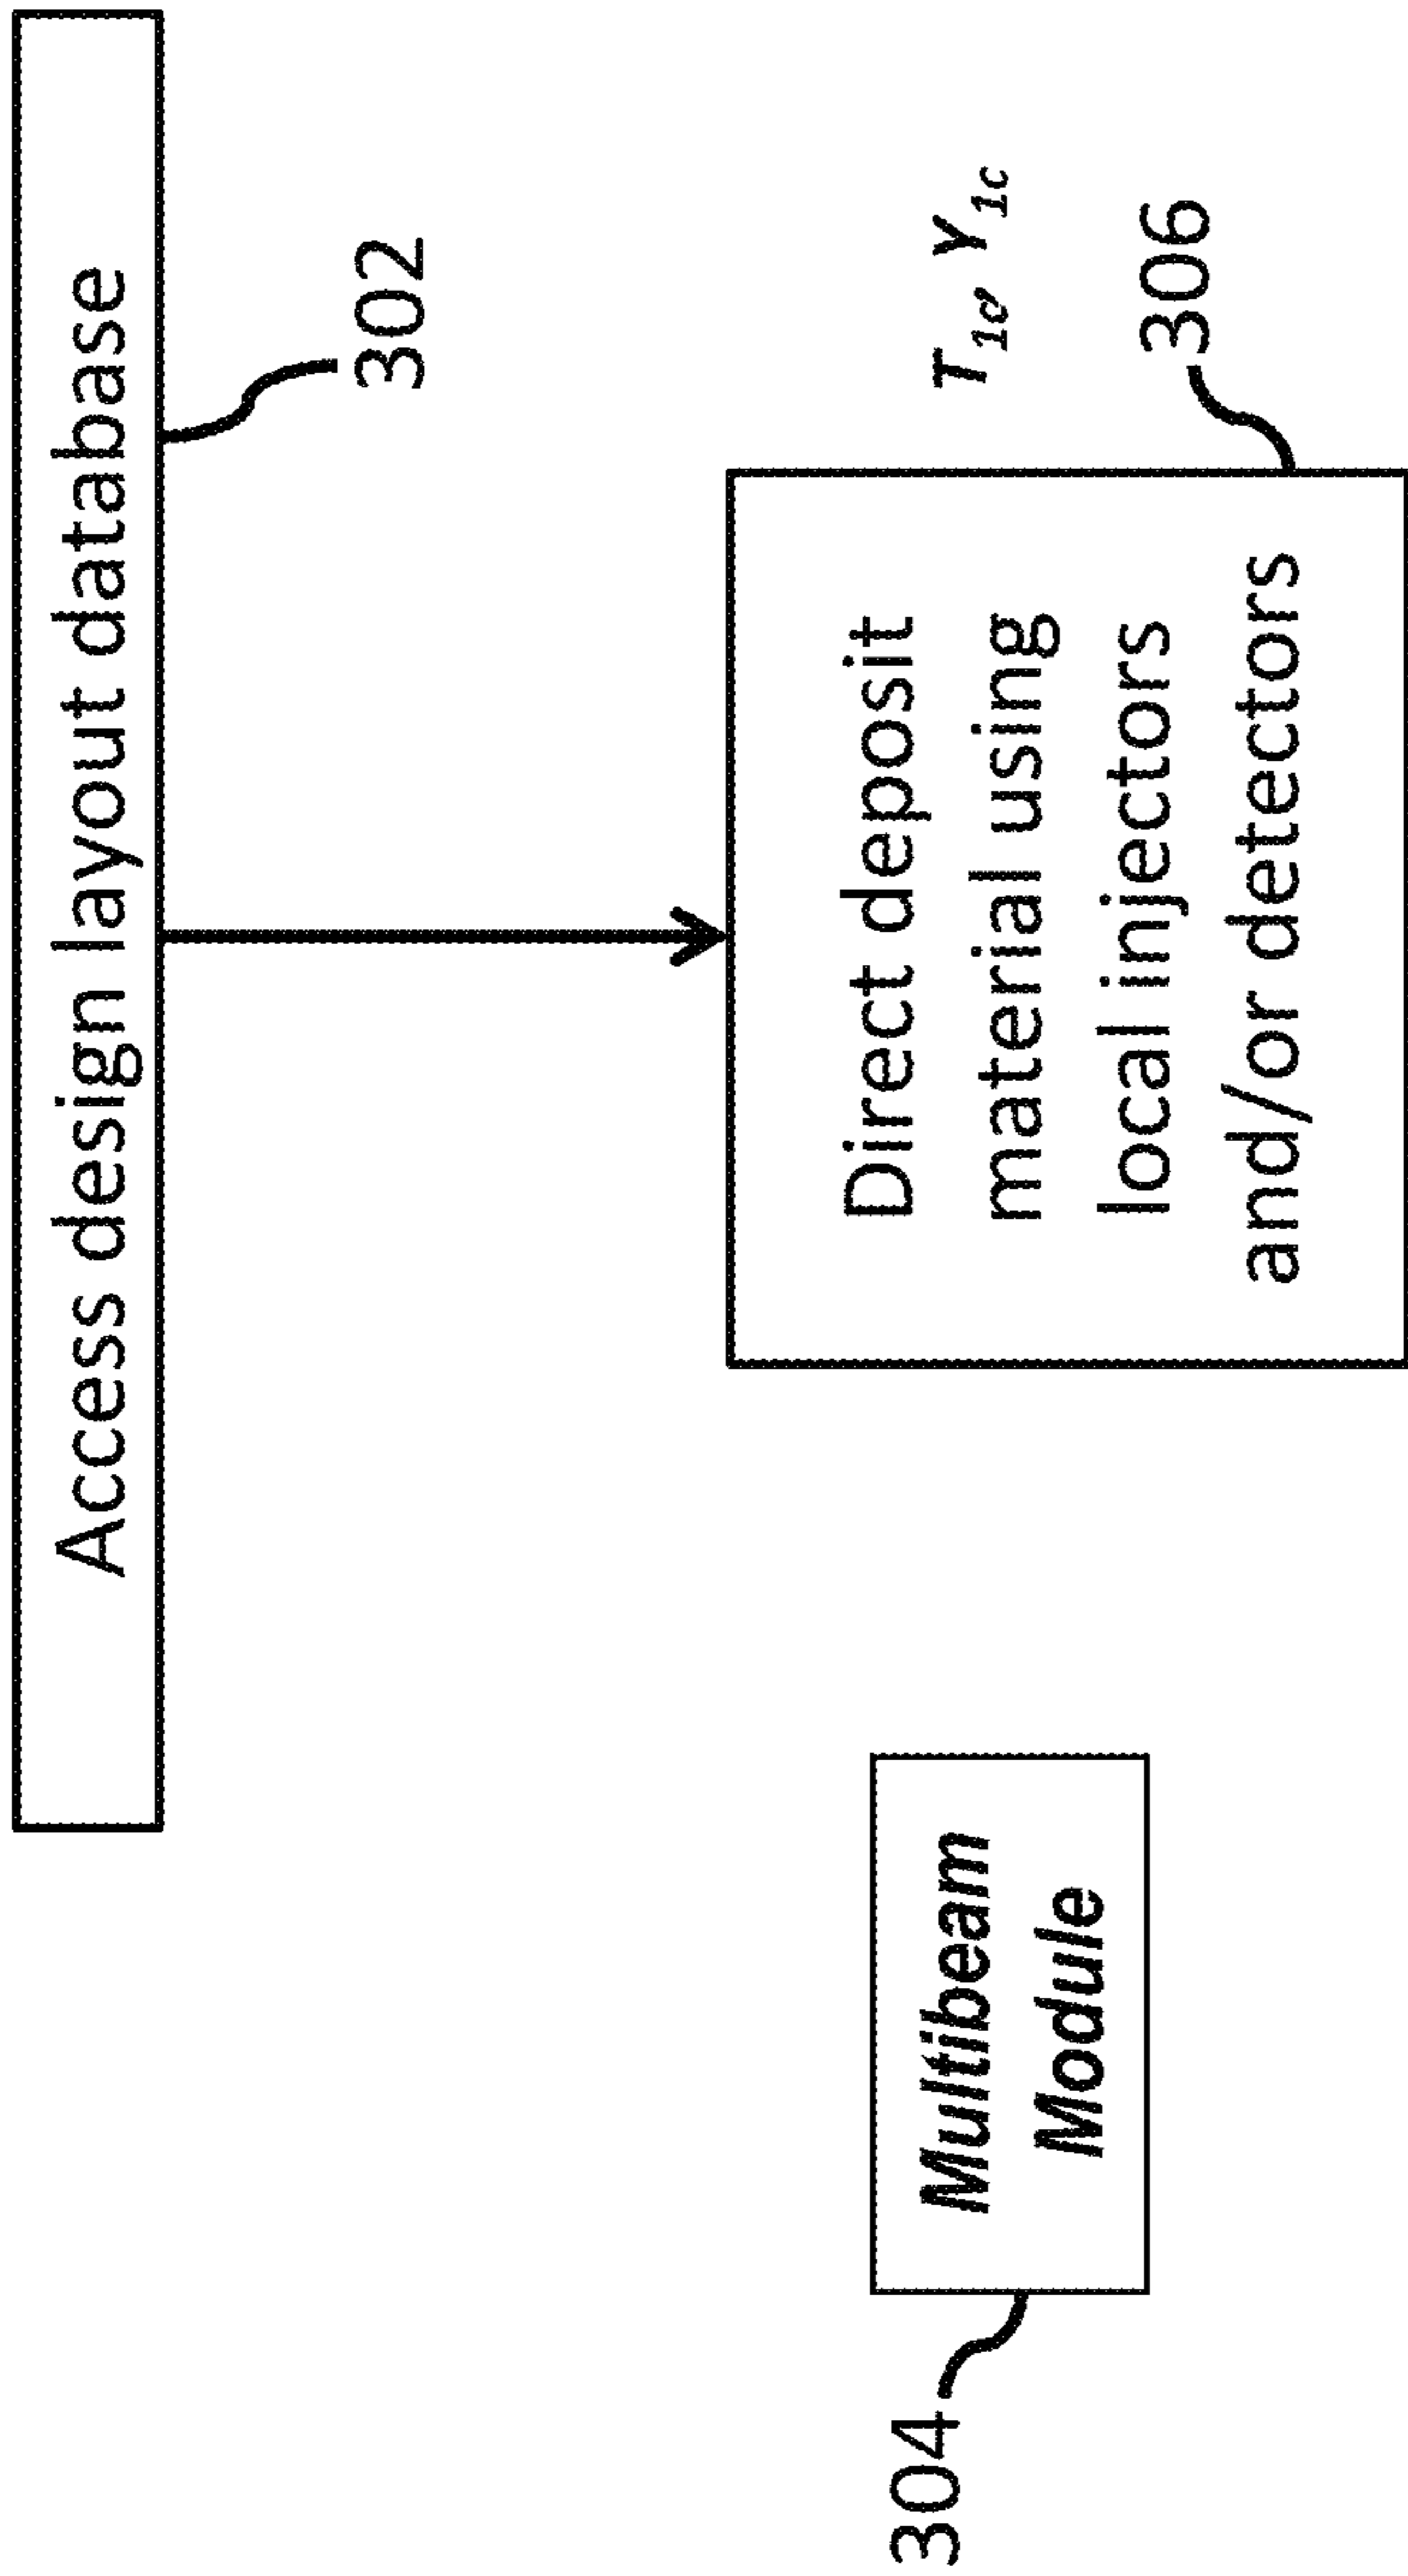 Access design layout database
302
T1c, Y1c
306
Direct deposit
material using
local injectors
and/or detectors
Multibeam
Module
304